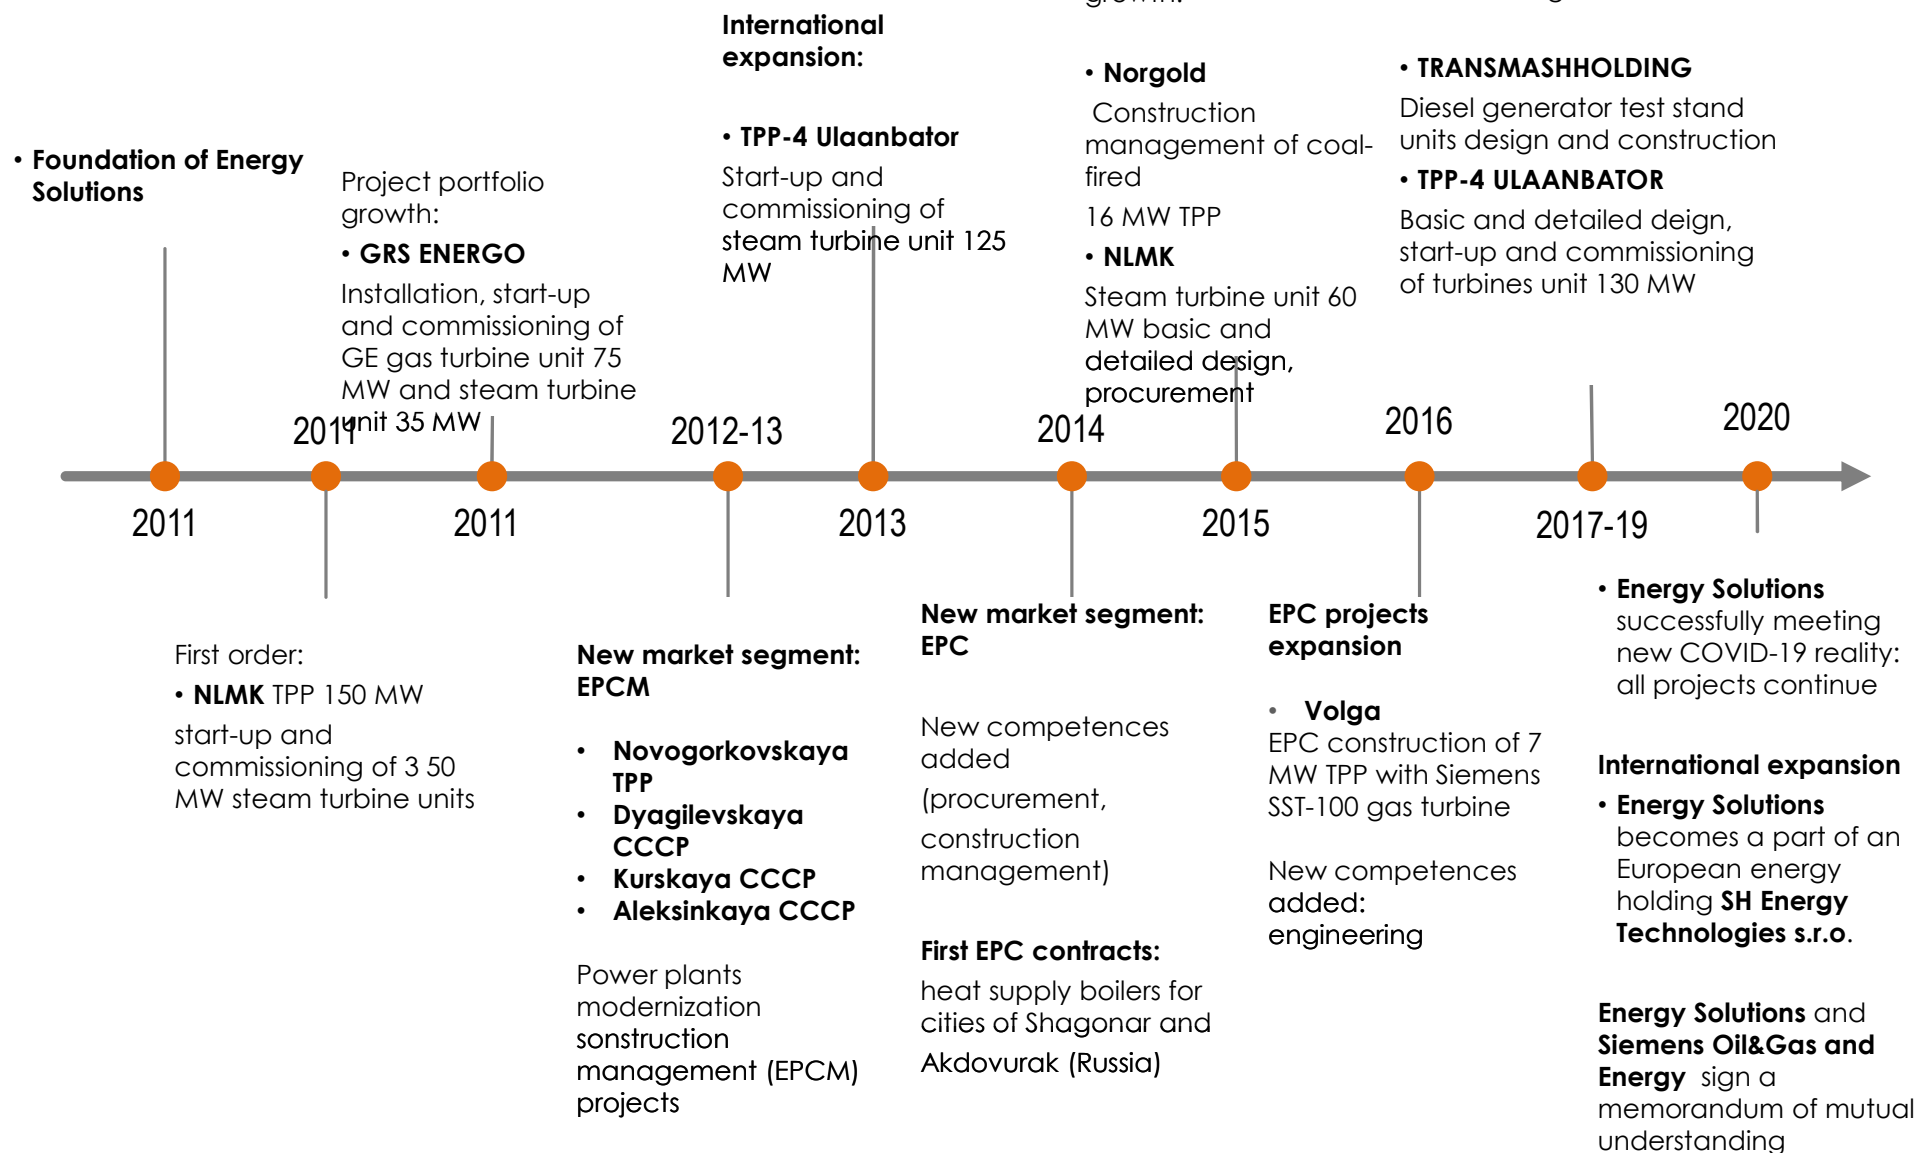 • Foundation of Energy
Solutions
2011
2011
First order:
• NLMK TPP 150 MW
start-up and
commissioning of 3 50
MW steam turbine units
Project portfolio
growth:
• GRS ENERGO
Installation, start-up
and commissioning of
GE gas turbine unit 75
MW and steam turbine
unit 35 MW
2011
2012-13
New market segment:
EPCM
• Novogorkovskaya
TPP
• Dyagilevskaya
CCCP
• Kurskaya CCCP
• Aleksinkaya CCCP
Power plants
modernization
sonstruction
management (EPCM)
projects
International
expansion:
• TPP-4 Ulaanbator
Start-up and
commissioning of
steam turbine unit 125
MW
2013
2014
New market segment:
EPC
New competences
added
(procurement,
construction
management)
First EPC contracts:
heat supply boilers for
cities of Shagonar and
Akdovurak (Russia)
• Norgold
Construction
management of coal-
fired
16 MW TPP
• NLMK
Steam turbine unit 60
MW basic and
detailed design,
procurement
2015
2016
EPC projects
expansion
• Volga
EPC construction of 7
MW TPP with Siemens
SST-100 gas turbine
New competences
added:
engineering
• TRANSMASHHOLDING
Diesel generator test stand
units design and construction
• TPP-4 ULAANBATOR
Basic and detailed deign,
start-up and commissioning
of turbines unit 130 MW
2017-19
2020
• Energy Solutions
successfully meeting
new COVID-19 reality:
all projects continue
International expansion
• Energy Solutions
becomes a part of an
European energy
holding SH Energy
Technologies s.r.o.
Energy Solutions and
Siemens Oil&Gas and
Energy sign a
memorandum of mutual
understanding